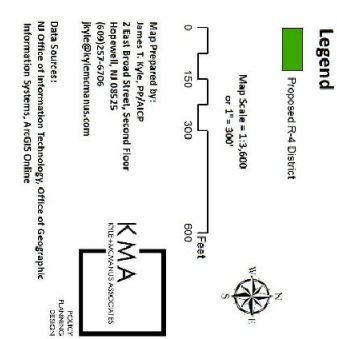 Legend
Proposed R-4 District
Map Scale = 1:3,600
or 1" = 300'
0 150 300 600
Feet
Map Prepared by:
James T. Kyle, PP/AICP
2 East Broad Street, Second Floor
Hopewell, NJ 08525
(609)257-6706
jkyle@kylemcmanus.com
Data Sources:
NJ Office of Information Technology, Office of Geographic
Information Systems, ArcGIS Online
N
W
E
S
KMA
KYLE+MCMANUS ASSOCIATES
POLICY
PLANNING
DESIGN